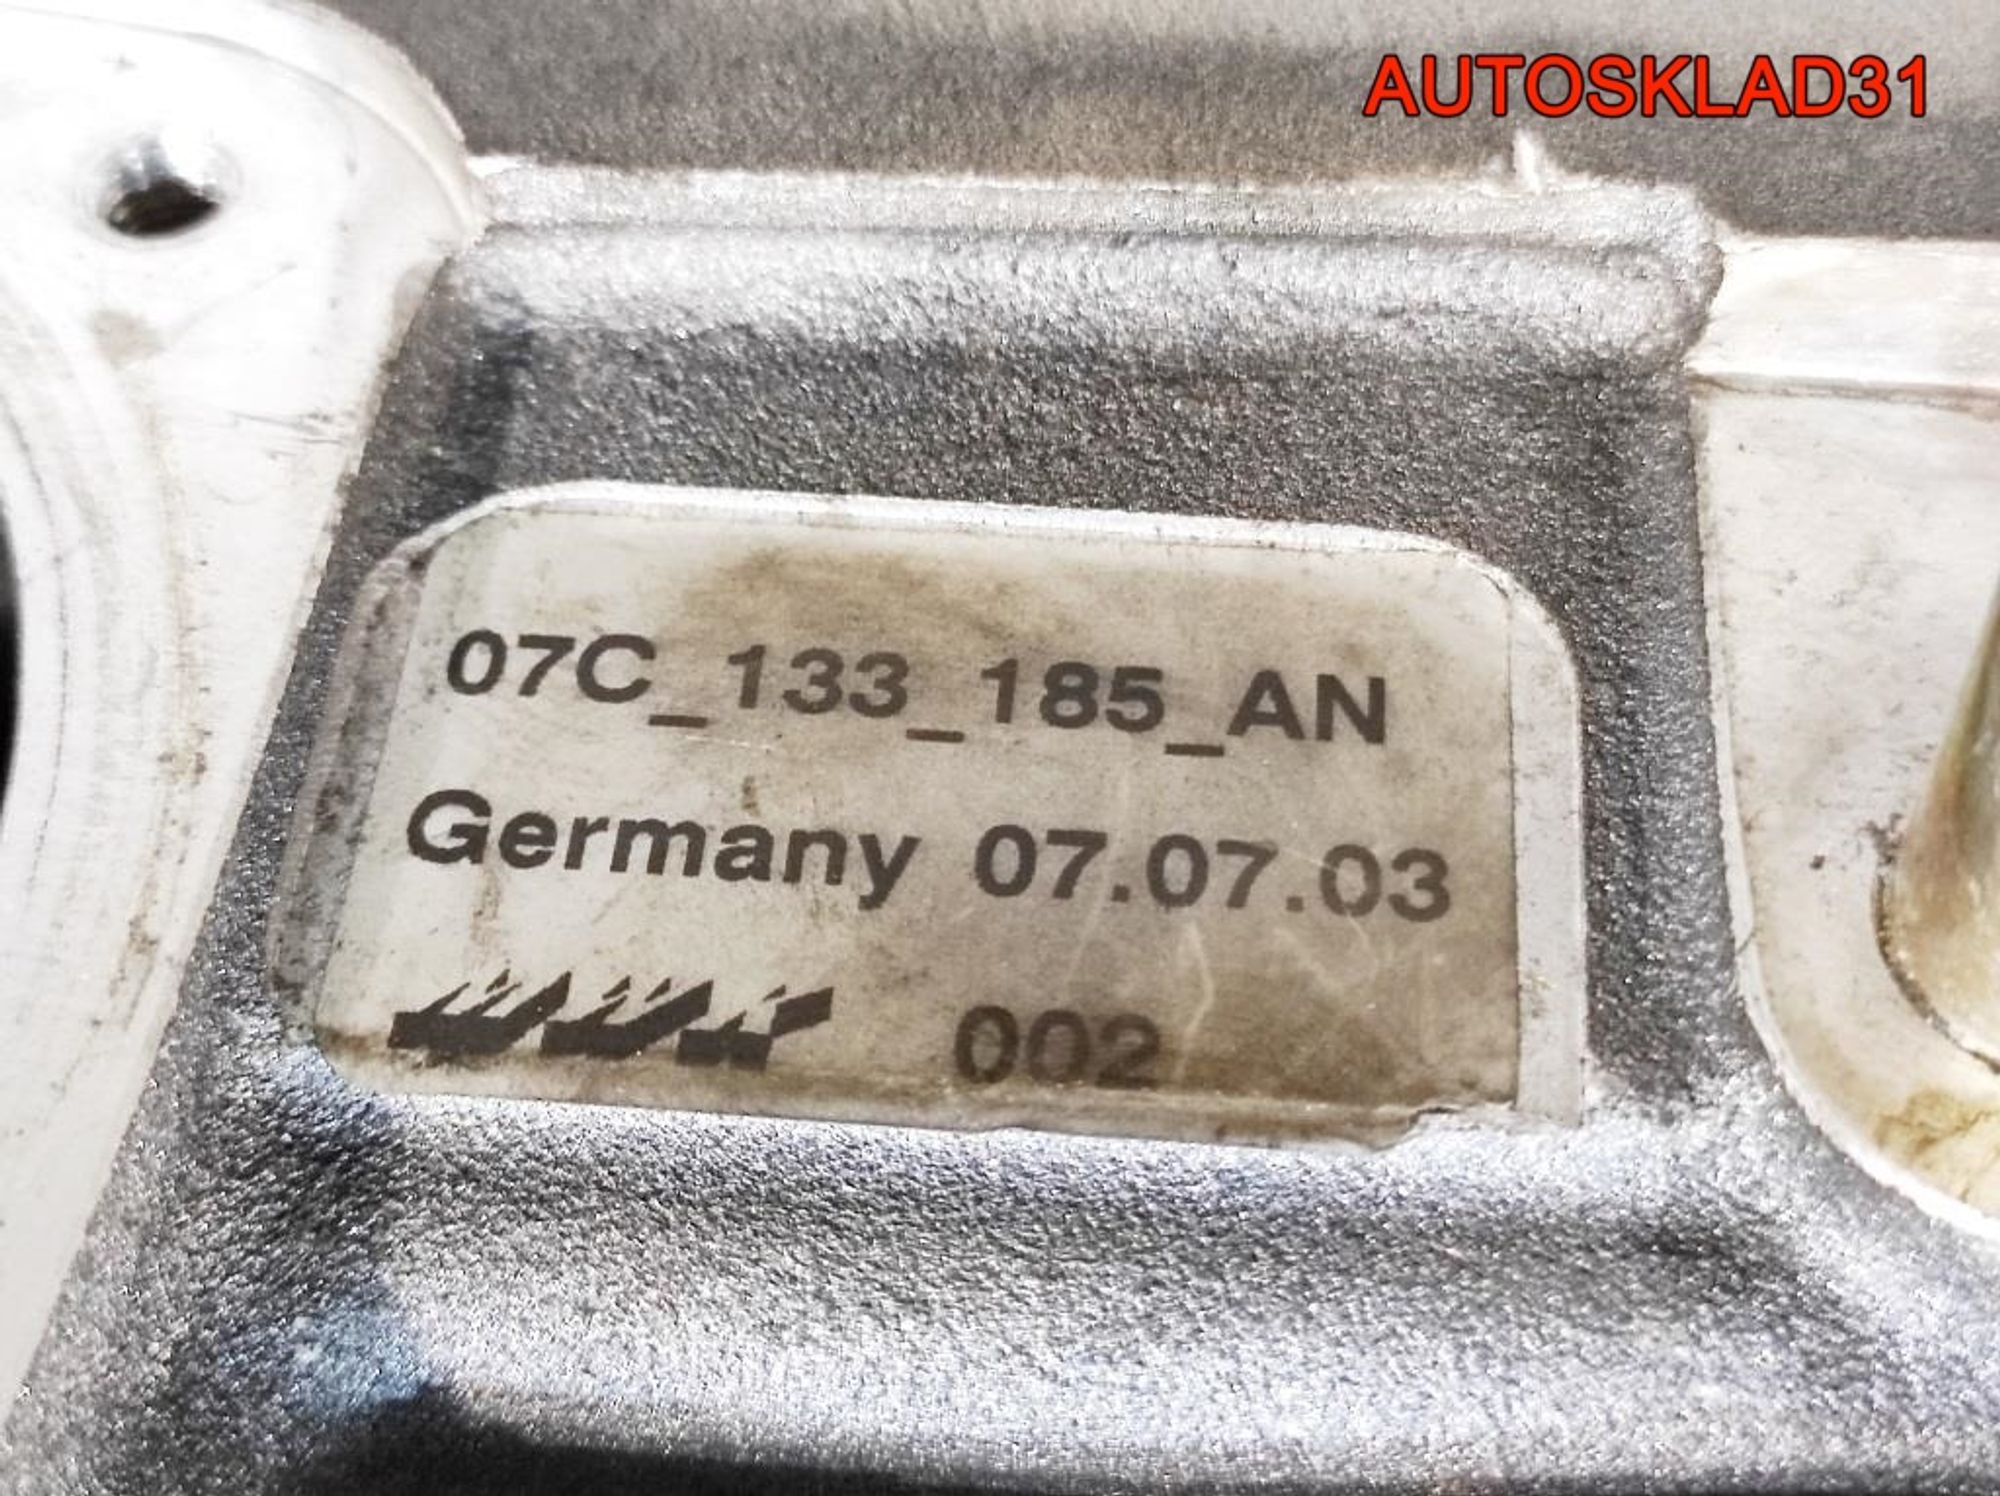 AUTOSKLAD31
07C_133_185_AN
Germany 07.07.03
002